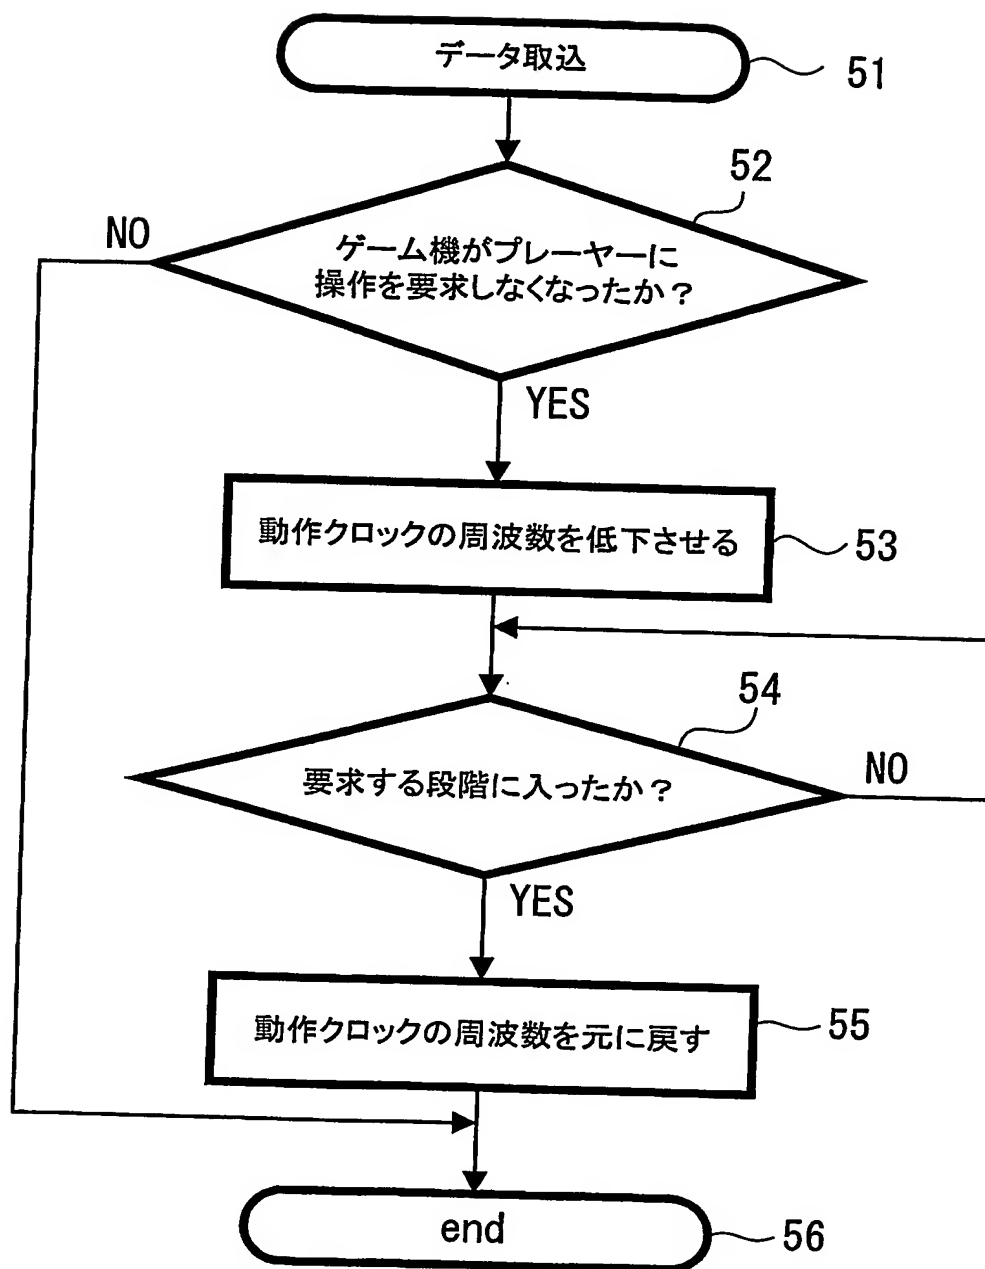 データ取込
51
52
NO
ゲーム機がプレーヤーに
操作を要求しなくなったか？
YES
動作クロックの周波数を低下させる
53
54
要求する段階に入ったか？
NO
YES
動作クロックの周波数を元に戻す
55
end
56